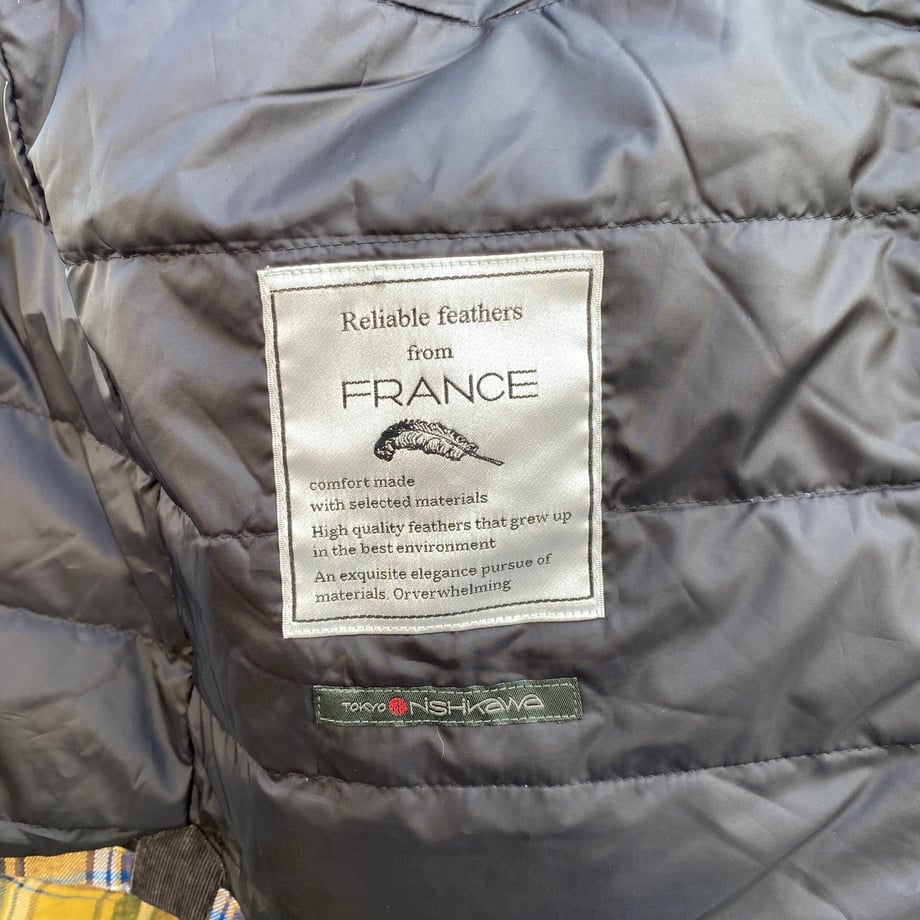 Reliable feathers
from
FRANCE
comfort made
with selected materials
High quality feathers that grew up
in the best environment
An exquisite elegance pursue of
materials. Orverwhelming
TOKYO NISHIKAWA